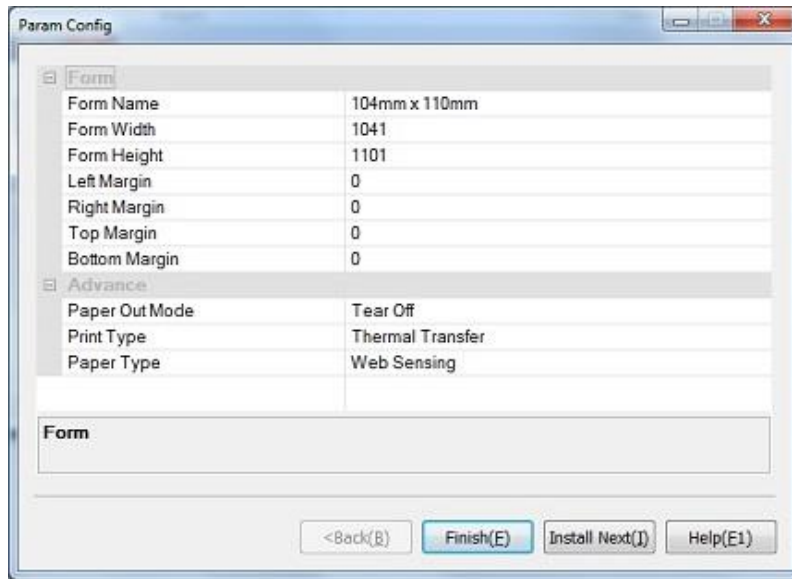 Param Config
Form
Form Name 104mm x 110mm
Form Width 1041
Form Height 1101
Left Margin 0
Right Margin 0
Top Margin 0
Bottom Margin 0
Advance
Paper Out Mode Tear Off
Print Type Thermal Transfer
Paper Type Web Sensing
Form
<Back(B) Finish(F) Install Next(I) Help(E1)